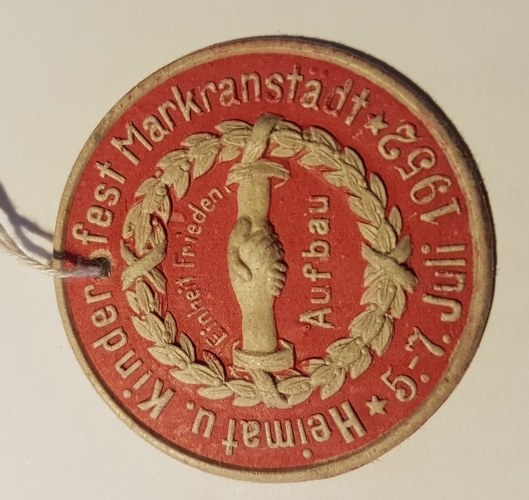 Heimat u. Kinderfest Markranstädt
★ 5.-7. Juli 1952 ★
Einheit Frieden,
Aufbau